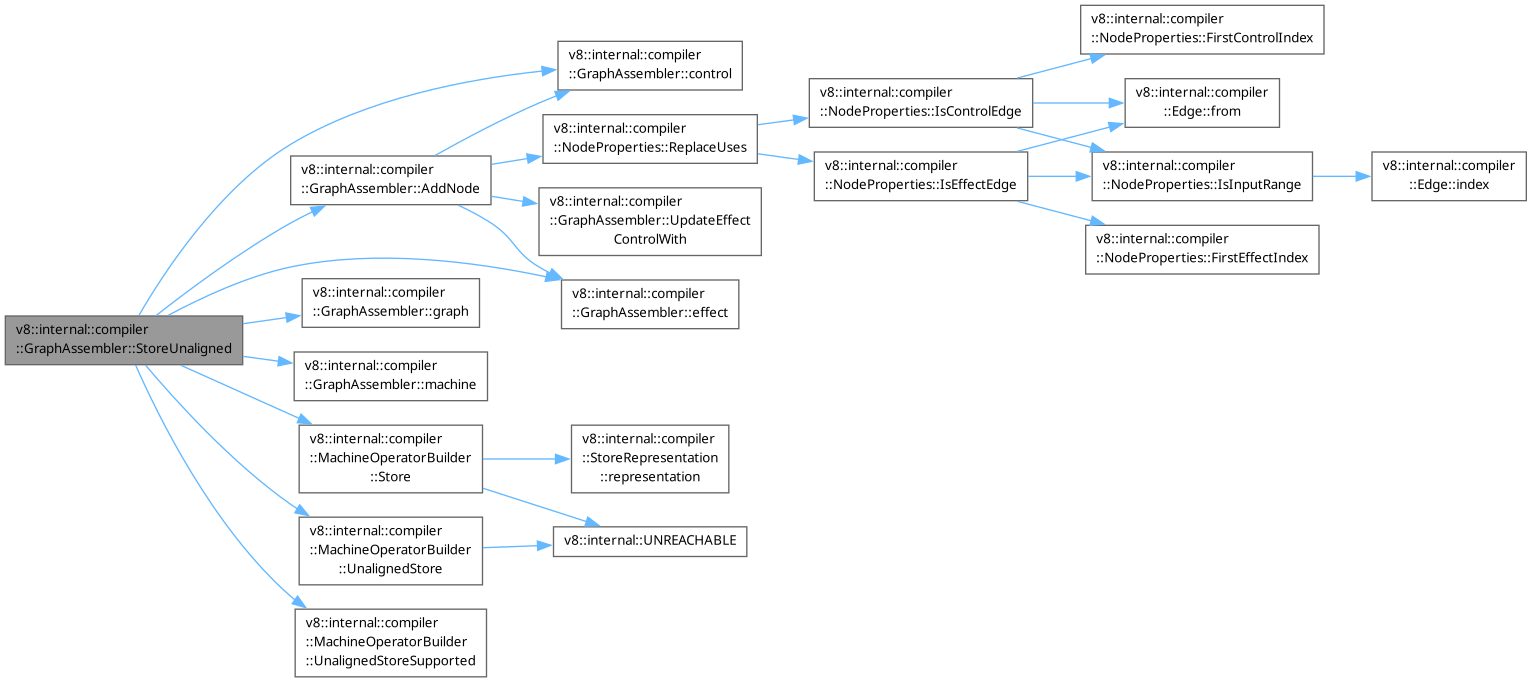 v8::internal::compiler
::GraphAssembler::StoreUnaligned
v8::internal::compiler
::GraphAssembler::AddNode
v8::internal::compiler
::GraphAssembler::graph
v8::internal::compiler
::GraphAssembler::machine
v8::internal::compiler
::MachineOperatorBuilder
::Store
v8::internal::compiler
::MachineOperatorBuilder
::UnalignedStore
v8::internal::compiler
::MachineOperatorBuilder
::UnalignedStoreSupported
v8::internal::compiler
::GraphAssembler::control
v8::internal::compiler
::NodeProperties::ReplaceUses
v8::internal::compiler
::GraphAssembler::UpdateEffect
ControlWith
v8::internal::compiler
::GraphAssembler::effect
v8::internal::compiler
::StoreRepresentation
::representation
v8::internal::UNREACHABLE
v8::internal::compiler
::NodeProperties::IsControlEdge
v8::internal::compiler
::NodeProperties::IsEffectEdge
v8::internal::compiler
::NodeProperties::FirstControlIndex
v8::internal::compiler
::Edge::from
v8::internal::compiler
::NodeProperties::IsInputRange
v8::internal::compiler
::NodeProperties::FirstEffectIndex
v8::internal::compiler
::Edge::index